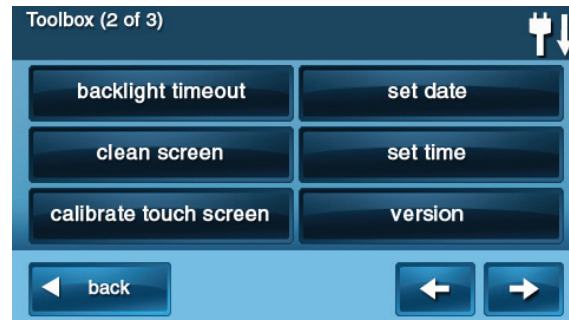 Toolbox (2 of 3)
backlight timeout
set date
clean screen
set time
calibrate touch screen
version
back